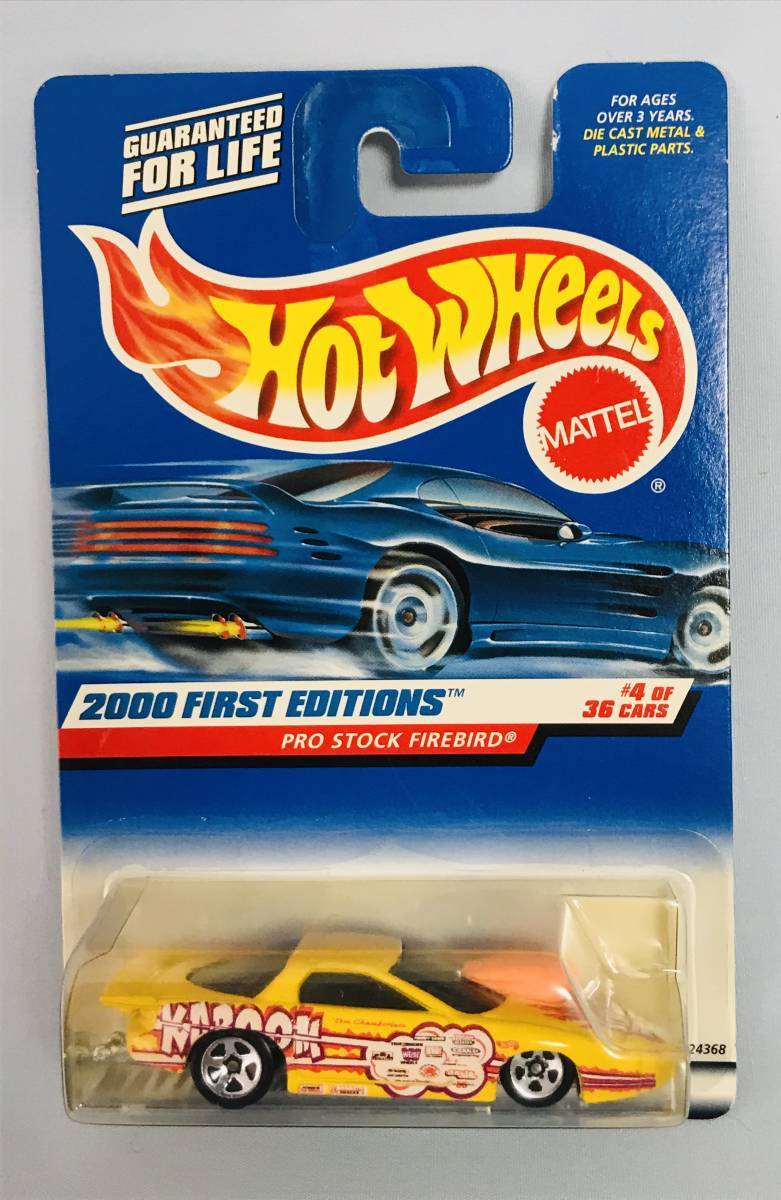 GUARANTEED
FOR LIFE
FOR AGES
OVER 3 YEARS.
DIE CAST METAL &
PLASTIC PARTS.
HOT WHEELS
MATTEL
®
2000 FIRST EDITIONS™
#4 OF
36 CARS
PRO STOCK FIREBIRD®
KABOOM
24368